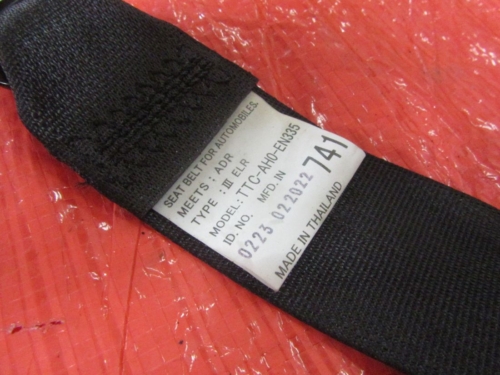 SEAT BELT FOR AUTOMOBILES.
MEETS : ADR
TYPE : III ELR
MODEL: TTC-AH0-EN335
ID. NO. MFD. IN 741
0223 022022
MADE IN THAILAND